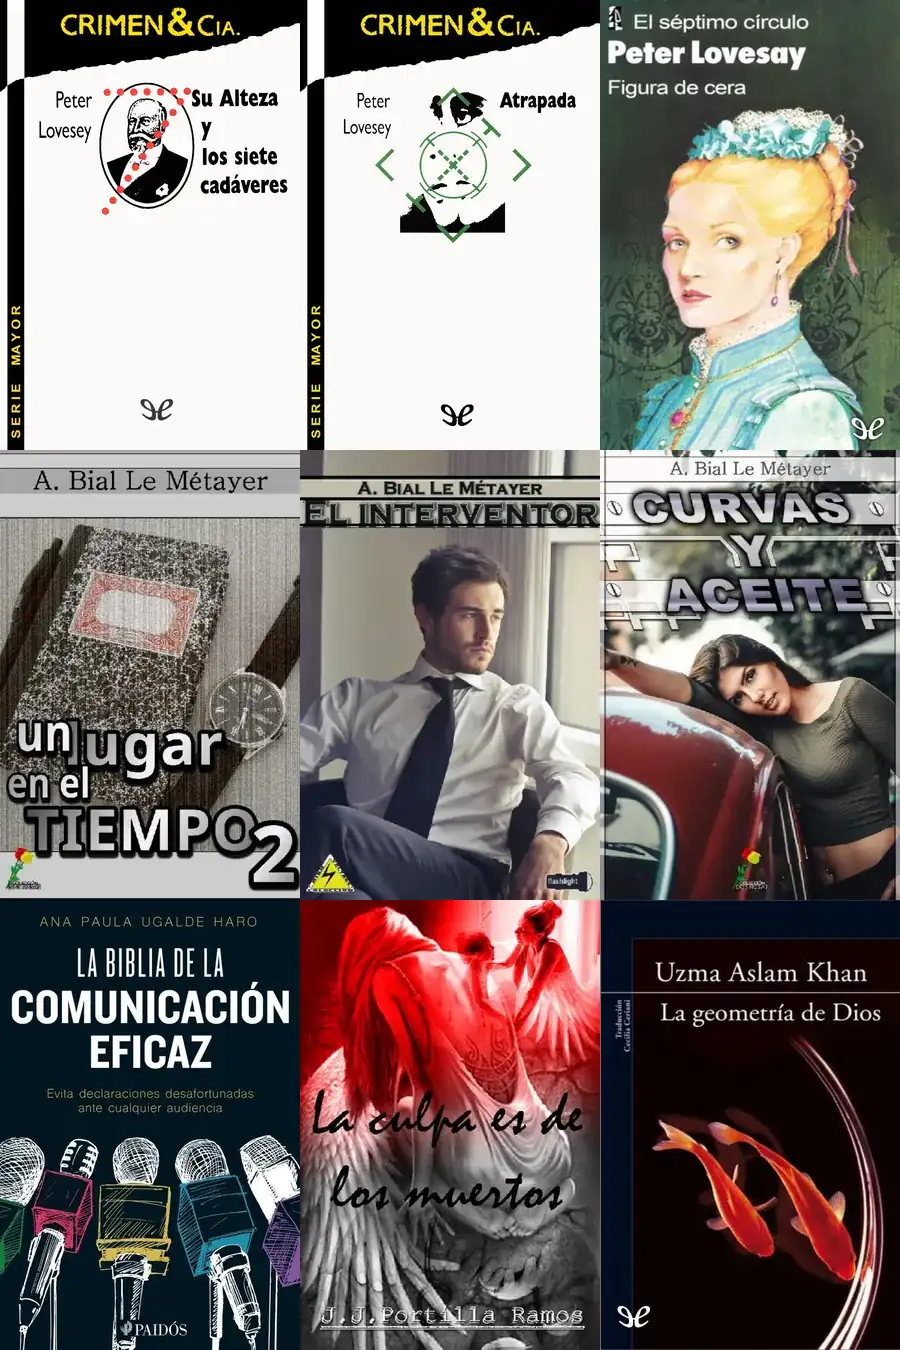 CRIMEN & CIA.
Peter
Lovesey
Su Alteza
y
los siete
cadáveres
SERIE MAYOR
CRIMEN & CIA.
Peter
Lovesey
Atrapada
SERIE MAYOR
El séptimo círculo
Peter Lovesay
Figura de cera
A. Bial Le Métayer
un lugar
en el
TIEMPO 2
A. Bial Le Métayer
EL INTERVENTOR
flashlight
A. Bial Le Métayer
CURVAS
Y
ACEITE
ANA PAULA UGALDE HARO
LA BIBLIA DE LA
COMUNICACIÓN
EFICAZ
Evita declaraciones desafortunadas
ante cualquier audiencia
PAIDÓS
La culpa es de
los muertos
J.J.Portilla Ramos
Uzma Aslam Khan
La geometría de Dios
Traducción
Cecilia Ceriani